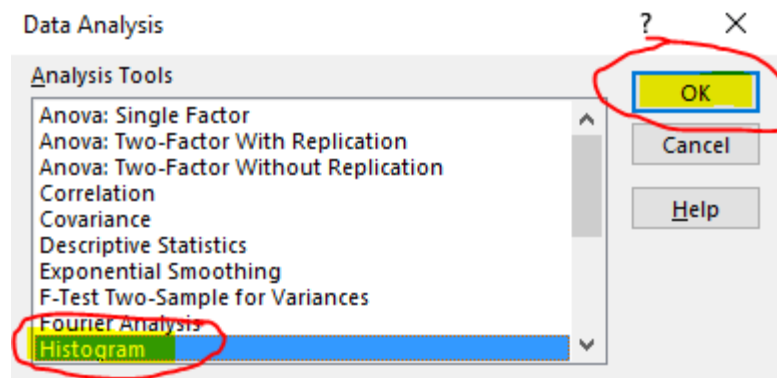 Data Analysis ? ×
Analysis Tools
OK
Cancel
Help
Anova: Single Factor
Anova: Two-Factor With Replication
Anova: Two-Factor Without Replication
Correlation
Covariance
Descriptive Statistics
Exponential Smoothing
F-Test Two-Sample for Variances
Fourier Analysis
Histogram